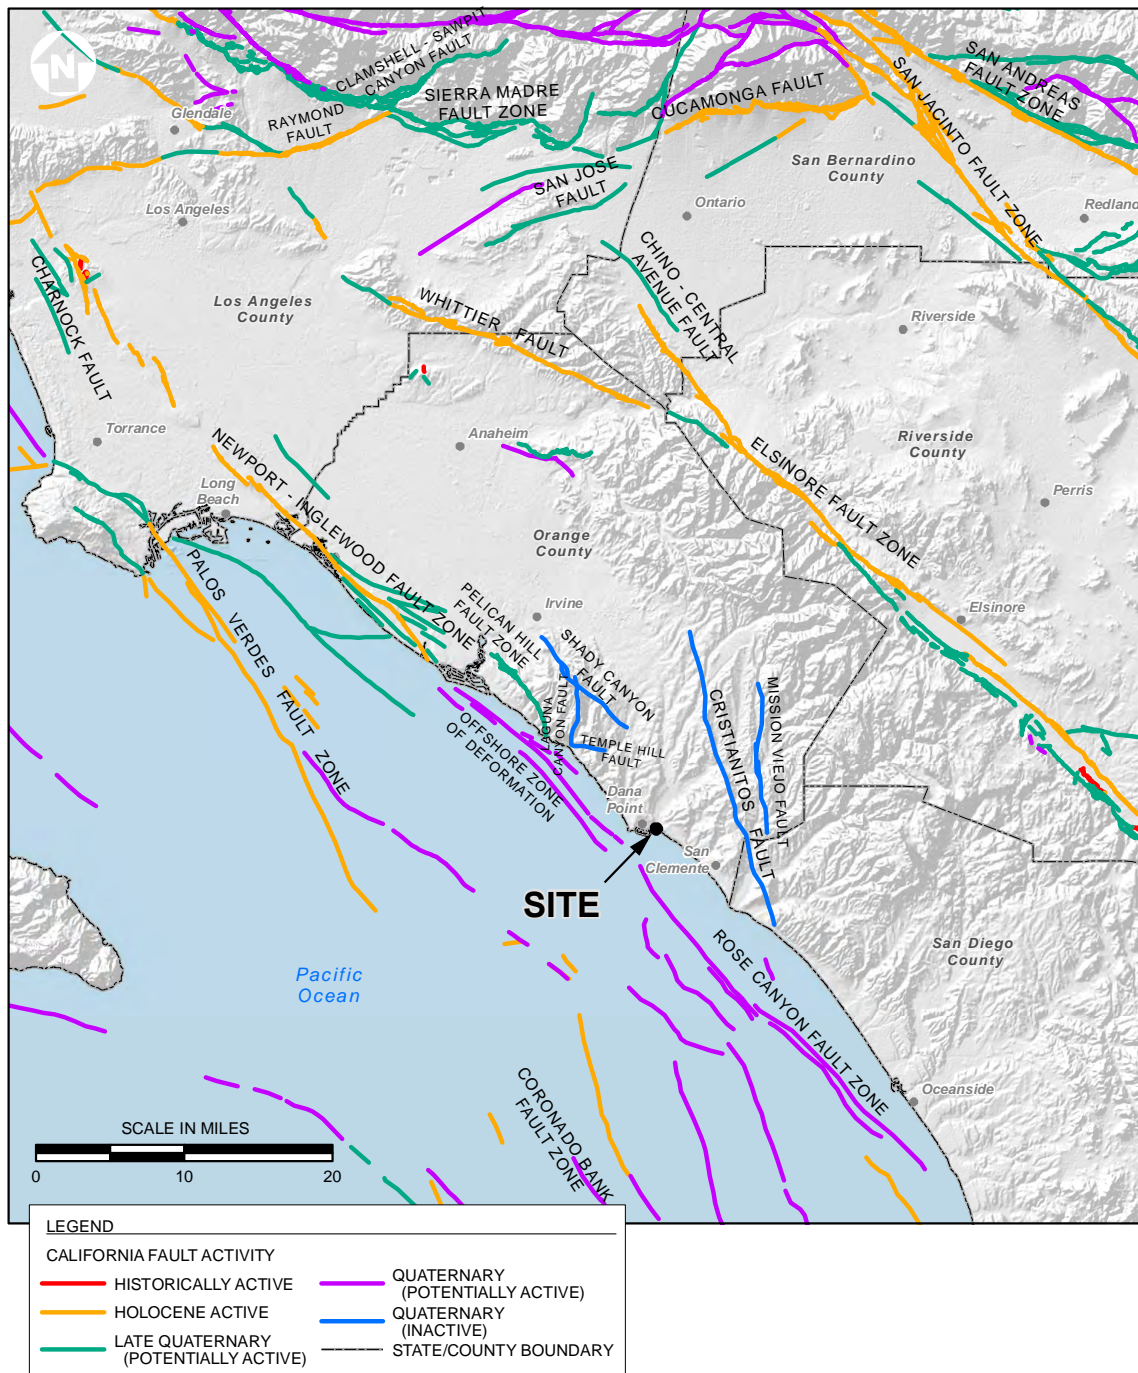 N
CLAMSHELL - SAWPIT
CANYON FAULT
SIERRA MADRE
FAULT ZONE
RAYMOND
FAULT
Glendale
CUCAMONGA FAULT
SAN ANDREAS
FAULT ZONE
SAN JACINTO FAULT ZONE
San Bernardino
County
SAN JOSE
FAULT
Los Angeles
Ontario
Redland
CHARNOCK FAULT
Los Angeles
County
WHITTIER FAULT
CHINO - CENTRAL
AVENUE FAULT
Riverside
Torrance
NEWPORT - INGLEWOOD FAULT ZONE
Anaheim
ELSINORE FAULT ZONE
Riverside
County
Perris
Long
Beach
Orange
County
PALOS VERDES FAULT ZONE
PELICAN HILL
FAULT ZONE
Irvine
SHADY CANYON
FAULT
Elsinore
LAGUNA
CANYON FAULT
TEMPLE HILL
FAULT
CRISTIANITOS FAULT
MISSION VIEJO FAULT
OFFSHORE ZONE
OF DEFORMATION
Dana
Point
San
Clemente
SITE
San Diego
County
Pacific
Ocean
ROSE CANYON FAULT ZONE
Oceanside
CORONADO BANK
FAULT ZONE
SCALE IN MILES
0 10 20
LEGEND
CALIFORNIA FAULT ACTIVITY
HISTORICALLY ACTIVE
HOLOCENE ACTIVE
LATE QUATERNARY
(POTENTIALLY ACTIVE)
QUATERNARY
(POTENTIALLY ACTIVE)
QUATERNARY
(INACTIVE)
STATE/COUNTY BOUNDARY